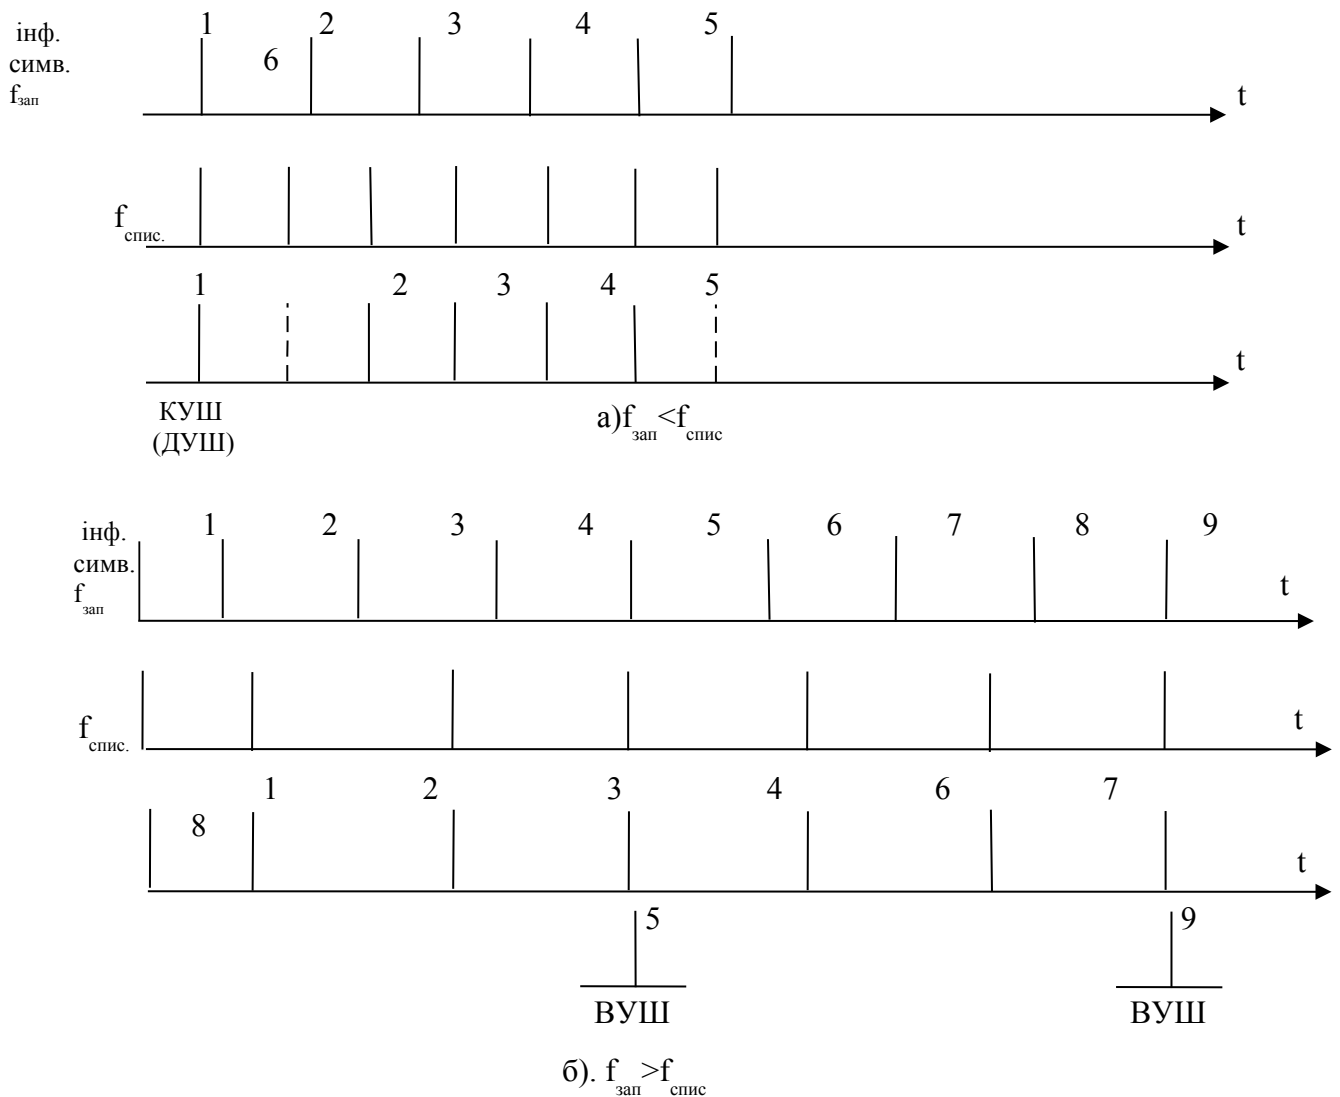 1 2 3 4 5
інф.
симв.
6
fзап
t
fспис.
t
1 2 3 4 5
t
КУШ
(ДУШ)
а)fзап<fспис
1 2 3 4 5 6 7 8 9
інф.
симв.
fзап
t
fспис.
t
1 2 3 4 6 7
8
t
5 9
ВУШ ВУШ
б). fзап>fспис